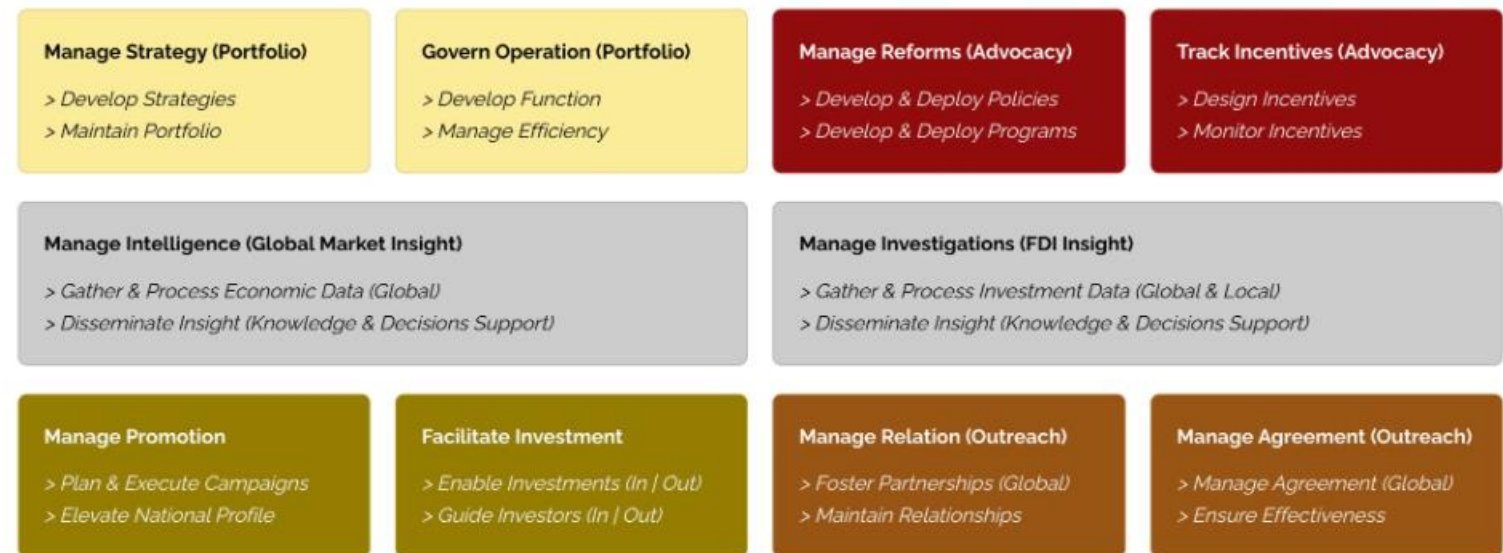 Manage Strategy (Portfolio)
> Develop Strategies
> Maintain Portfolio
Govern Operation (Portfolio)
> Develop Function
> Manage Efficiency
Manage Reforms (Advocacy)
> Develop & Deploy Policies
> Develop & Deploy Programs
Track Incentives (Advocacy)
> Design Incentives
> Monitor Incentives
Manage Intelligence (Global Market Insight)
> Gather & Process Economic Data (Global)
> Disseminate Insight (Knowledge & Decisions Support)
Manage Investigations (FDI Insight)
> Gather & Process Investment Data (Global & Local)
> Disseminate Insight (Knowledge & Decisions Support)
Manage Promotion
> Plan & Execute Campaigns
> Elevate National Profile
Facilitate Investment
> Enable Investments (In | Out)
> Guide Investors (In | Out)
Manage Relation (Outreach)
> Foster Partnerships (Global)
> Maintain Relationships
Manage Agreement (Outreach)
> Manage Agreement (Global)
> Ensure Effectiveness